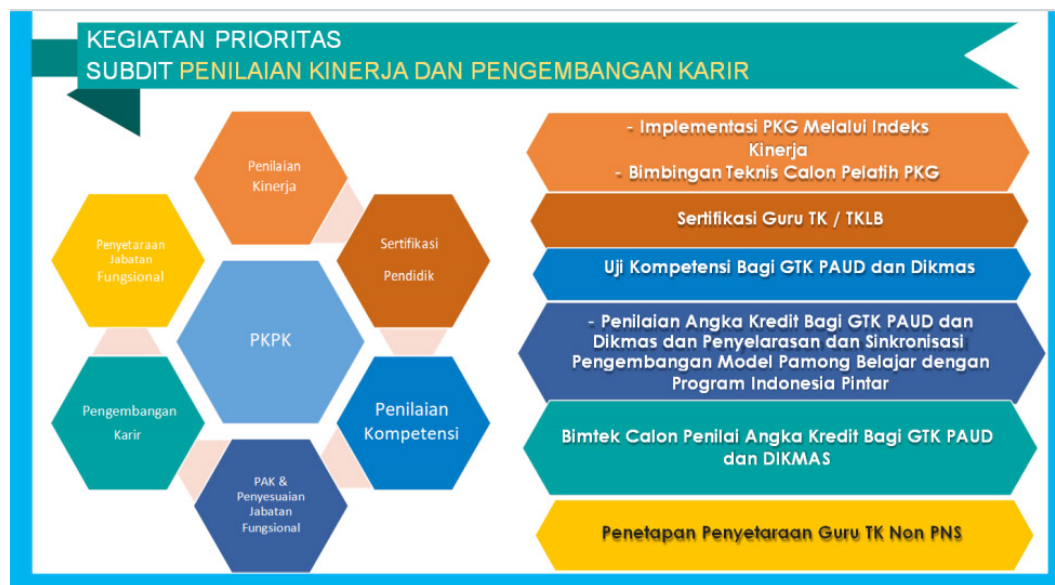 KEGIATAN PRIORITAS
SUBDIT PENILAIAN KINERJA DAN PENGEMBANGAN KARIR
Penilaian
Kinerja
Sertifikasi
Pendidik
Penilaian
Kompetensi
PAK &
Penyesuaian
Jabatan
Fungsional
Pengembangan
Karir
Penyetaraan
Jabatan
Fungsional
PKPK
- Implementasi PKG Melalui Indeks
Kinerja
- Bimbingan Teknis Calon Pelatih PKG
Sertifikasi Guru TK / TKLB
Uji Kompetensi Bagi GTK PAUD dan Dikmas
- Penilaian Angka Kredit Bagi GTK PAUD dan
Dikmas dan Penyelarasan dan Sinkronisasi
Pengembangan Model Pamong Belajar dengan
Program Indonesia Pintar
Bimtek Calon Penilai Angka Kredit Bagi GTK PAUD
dan DIKMAS
Penetapan Penyetaraan Guru TK Non PNS